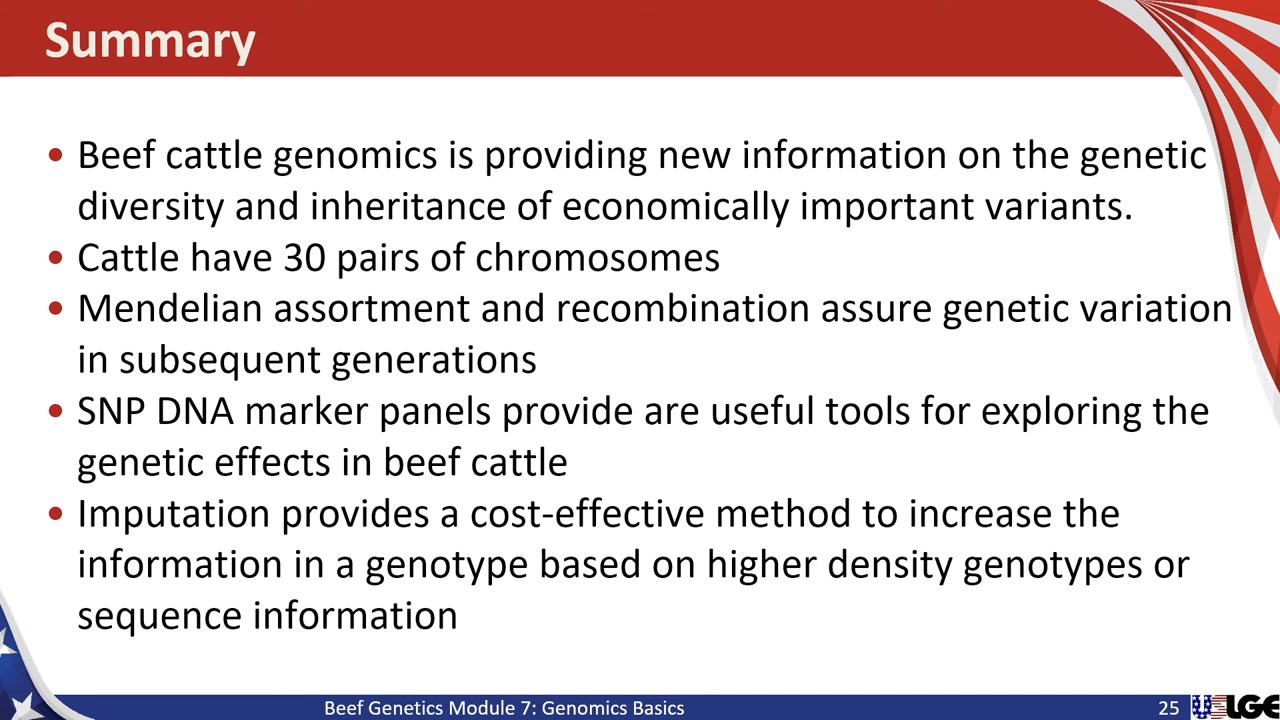 Summary
• Beef cattle genomics is providing new information on the genetic
diversity and inheritance of economically important variants.
• Cattle have 30 pairs of chromosomes
• Mendelian assortment and recombination assure genetic variation
in subsequent generations
• SNP DNA marker panels provide are useful tools for exploring the
genetic effects in beef cattle
• Imputation provides a cost-effective method to increase the
information in a genotype based on higher density genotypes or
sequence information
Beef Genetics Module 7: Genomics Basics
25
USLGE